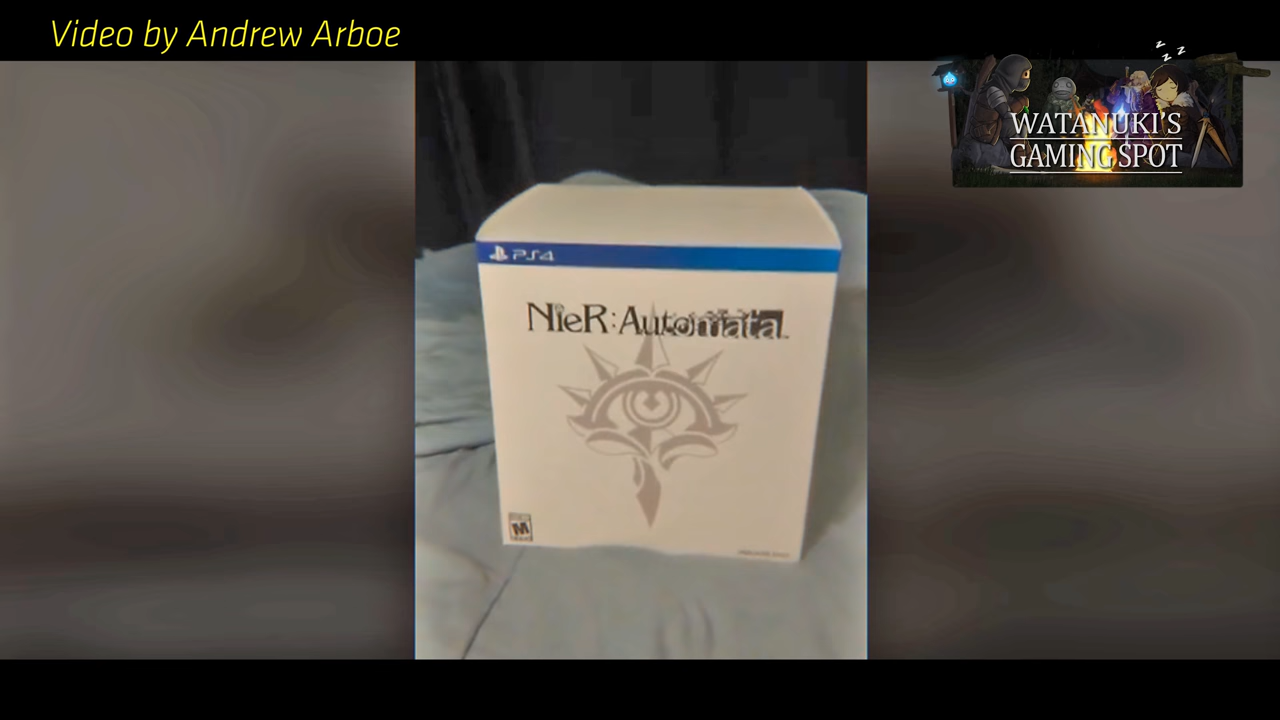 Video by Andrew Arboe
z z z
WATANUKI'S
GAMING SPOT
PS4
NieR:Automata
M